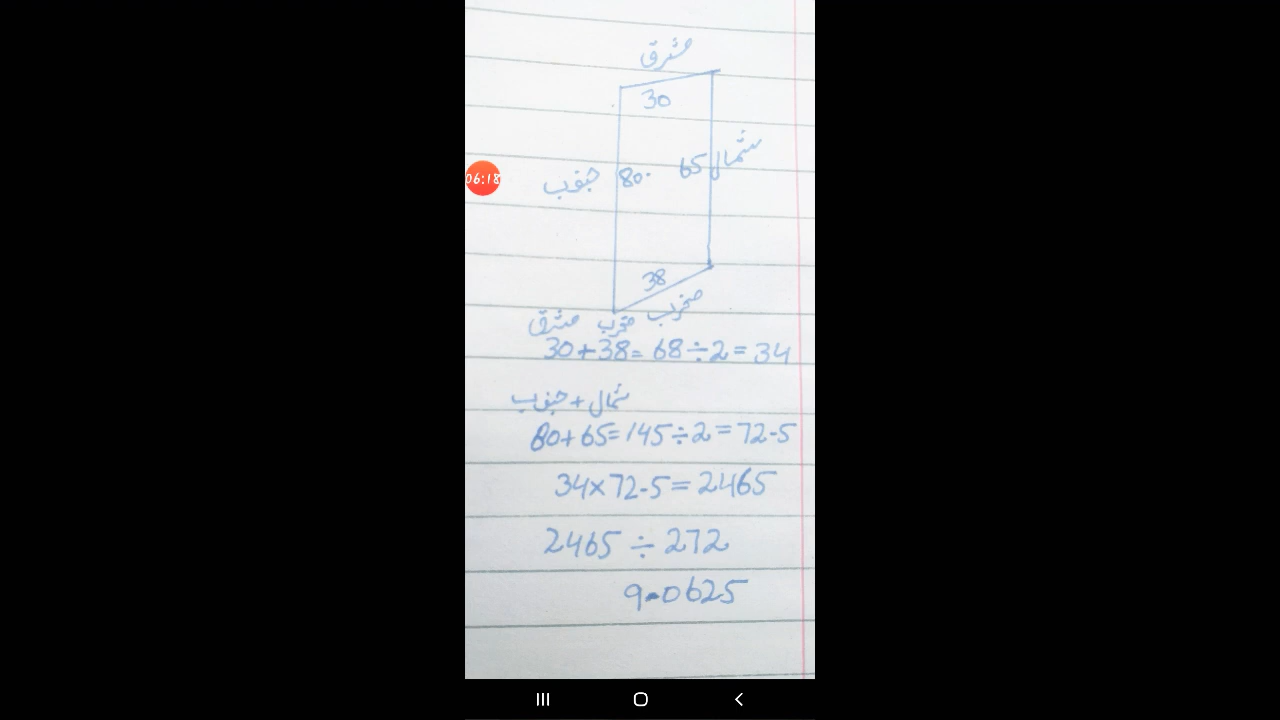 مشرق
30
شمال 65
جنوب 80.
38
مغرب
مشرق مغرب
30+38=68÷2=34
شمال + جنوب
80+65=145÷2=72-5
34×72-5=2465
2465÷272
9.0625
06:18